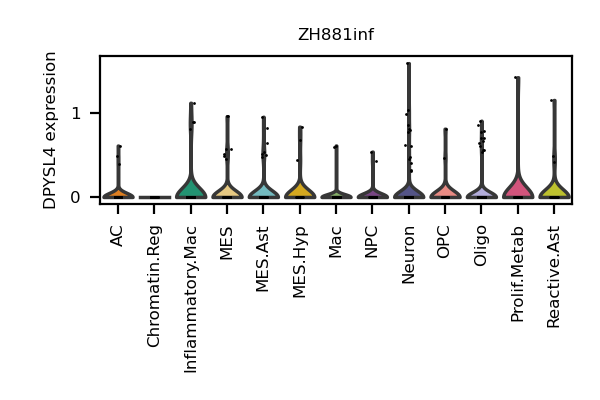 ZH881inf
DPYSL4 expression
1
0
AC
Chromatin.Reg
Inflammatory.Mac
MES
MES.Ast
MES.Hyp
Mac
NPC
Neuron
OPC
Oligo
Prolif.Metab
Reactive.Ast